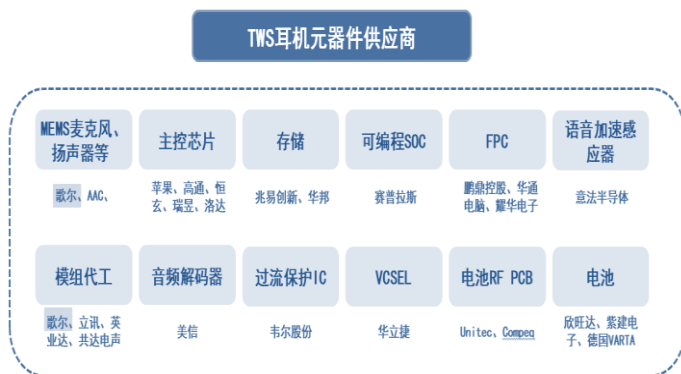 TWS耳机元器件供应商
MEMS麦克风、
扬声器等
主控芯片
存储
可编程SOC
FPC
语音加速感
应器
歌尔、AAC、
苹果、高通、恒
玄、瑞昱、洛达
兆易创新、华邦
赛普拉斯
鹏鼎控股、华通
电脑、耀华电子
意法半导体
模组代工
音频解码器
过流保护IC
VCSEL
电池RF PCB
电池
歌尔、立讯、英
业达、共达电声
美信
韦尔股份
华立捷
Unitec、Compeq
欣旺达、紫建电
子、德国VARTA